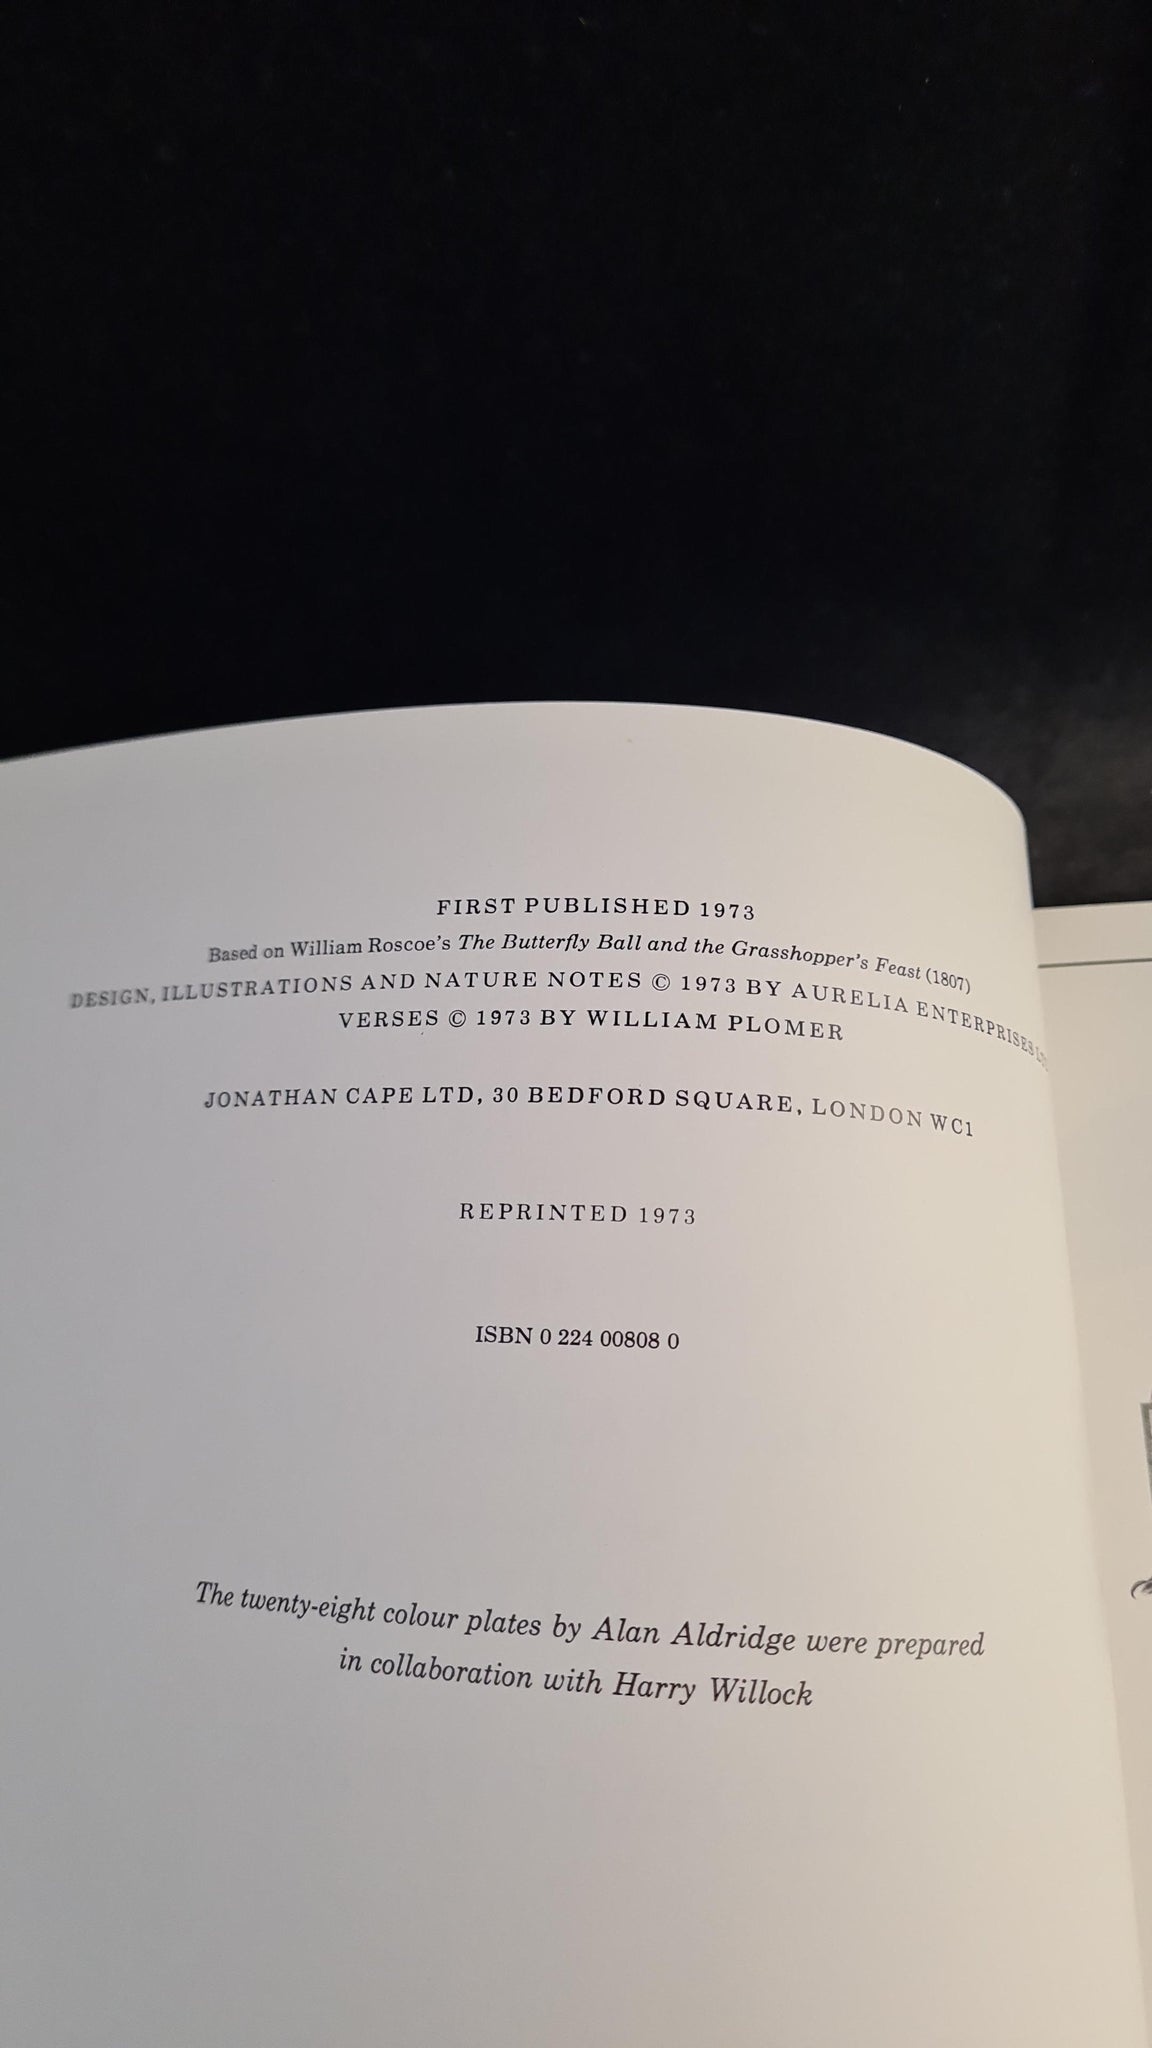 FIRST PUBLISHED 1973
Based on William Roscoe's The Butterfly Ball and the Grasshopper's Feast (1807)
DESIGN, ILLUSTRATIONS AND NATURE NOTES © 1973 BY AURELIA ENTERPRISES
VERSES © 1973 BY WILLIAM PLOMER
JONATHAN CAPE LTD, 30 BEDFORD SQUARE, LONDON WC1
REPRINTED 1973
ISBN 0 224 00808 0
The twenty-eight colour plates by Alan Aldridge were prepared
in collaboration with Harry Willock